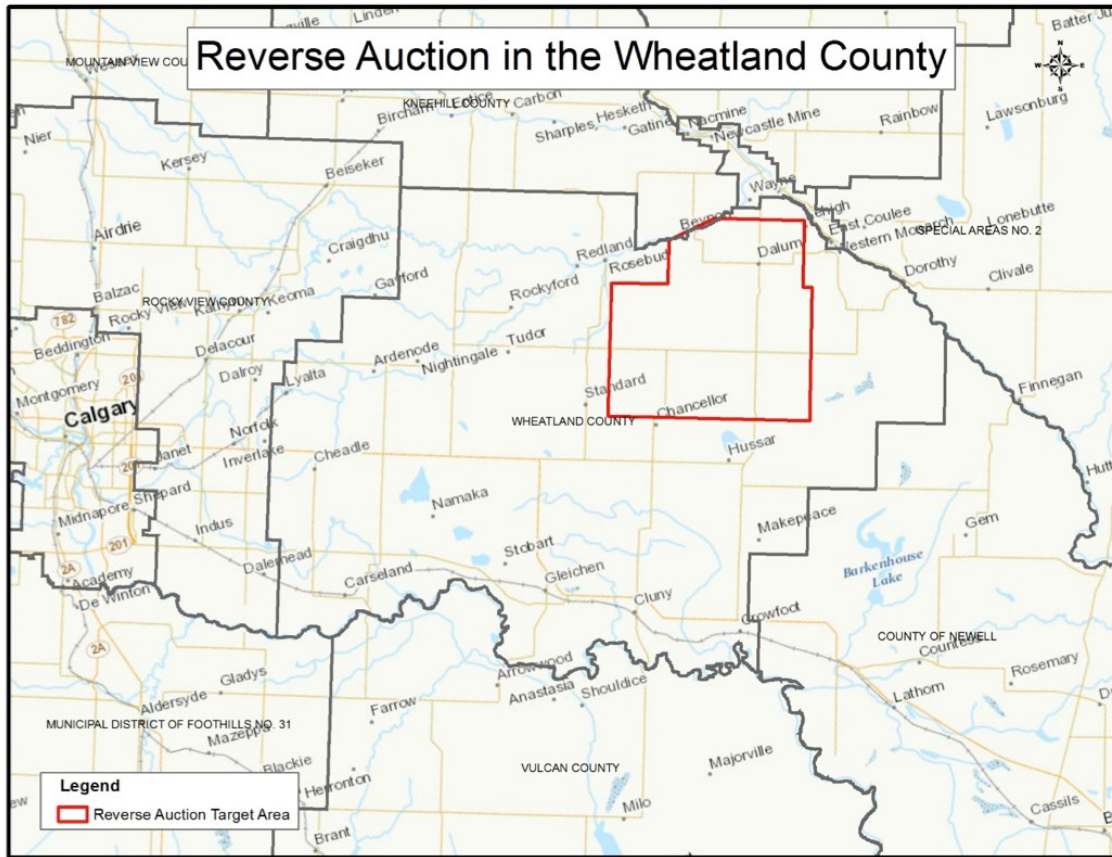 Reverse Auction in the Wheatland County
Linden
Batter
MOUNTAIN VIEW COU
KNEEHILL COUNTY
Carbon
Bircham
Sharples
Hesketh
Nacmine
Newcastle Mine
Rainbow
Lawsonburg
Nier
Kersey
Beiseker
Wayne
Airdrie
Craigdhu
Redland
Rosebud
East Coulee
Lonebutte
SPECIAL AREAS NO. 2
Dalum
Western Monarch
Dorothy
Clivale
Balzac
ROCKY VIEW COUNTY
Keoma
Rockyford
782
Beddington
Delacour
Ardenode
Nightingale
Tudor
Dalroy
Lyalta
201
Montgomery
Calgary
Standard
Chancellor
WHEATLAND COUNTY
Finnegan
Norfolk
Inverlake
Janet
201
Cheadle
Hussar
Shepard
Midnapore
Namaka
Indus
Makepeace
Gem
201
Dalemead
Stobart
Barkenhouse
Lake
2A
Academy
De Winton
Carseland
Gleichen
Cluny
Crowfoot
COUNTY OF NEWELL
2A
Arrowwood
Rosemary
Gladys
Anastasia
Shouldice
Lathom
Aldersyde
Farrow
MUNICIPAL DISTRICT OF FOOTHILLS NO. 31
Mazeppa
Blackie
VULCAN COUNTY
Majorville
Legend
Herronton
Reverse Auction Target Area
Milo
Cassils
Brant
N
W
E
S